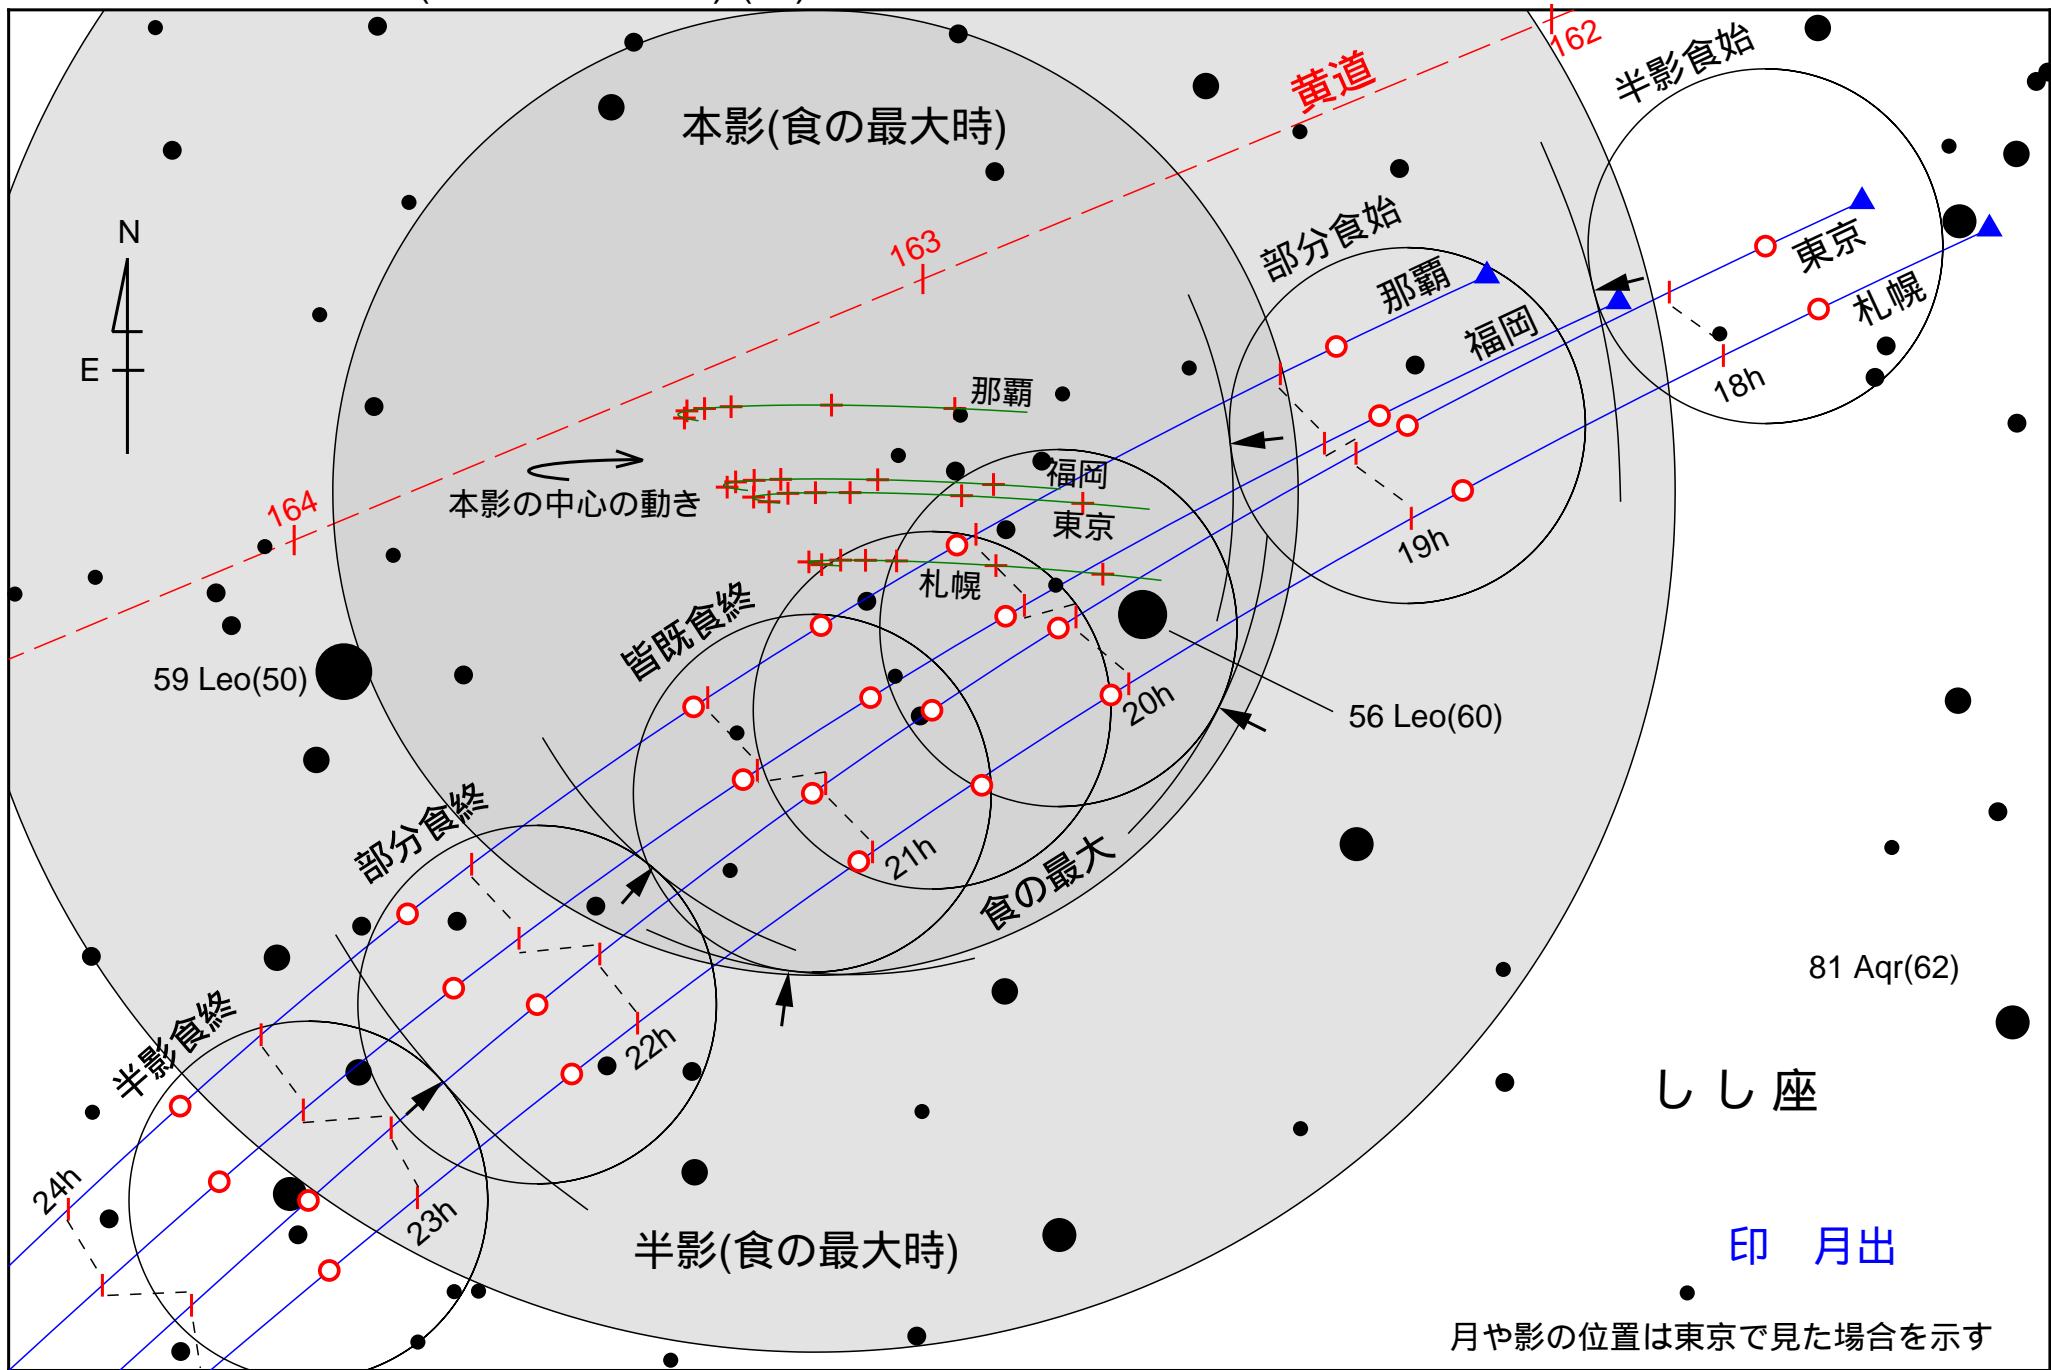 162
半影食始
黄道
本影(食の最大時)
部分食始
東京
N
163
那覇
札幌
福岡
E
18h
那覇
福岡
本影の中心の動き
164
東京
19h
札幌
皆既食終
59 Leo(50)
20h
56 Leo(60)
部分食終
21h
食の最大
81 Aqr(62)
半影食終
22h
しし座
24h
23h
半影(食の最大時)
印 月出
月や影の位置は東京で見た場合を示す